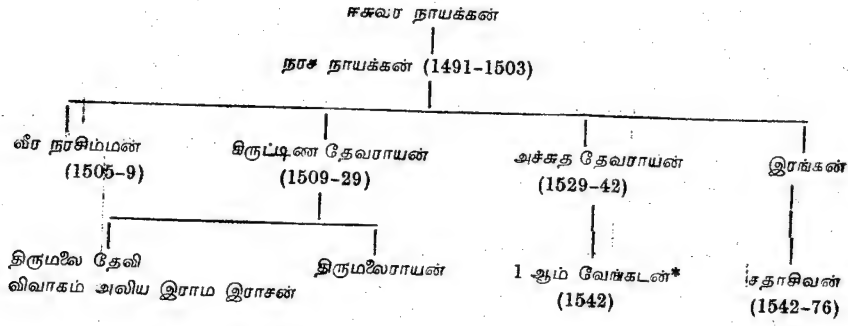 ஈசுவர நாயக்கன்
நரச நாயக்கன் (1491-1503)
வீர நரசிம்மன்
(1505-9)
கிருட்டிண தேவராயன்
(1509-29)
அச்சுத தேவராயன்
(1529-42)
இரங்கன்
திருமலை தேவி
விவாகம் அலிய இராம இராசன்
திருமலைராயன்
1 ஆம் வேங்கடன்*
(1542)
சதாசிவன்
(1542-76)